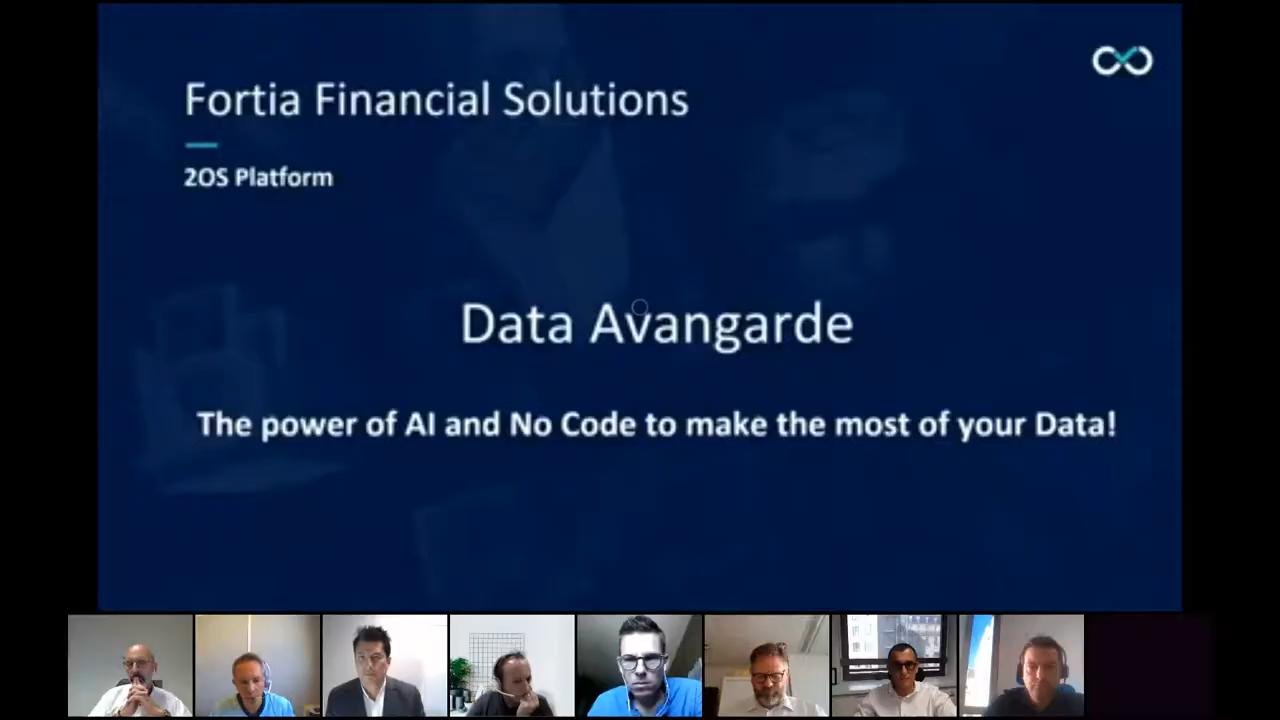 Fortia Financial Solutions
2OS Platform
Data Avangarde
The power of AI and No Code to make the most of your Data!